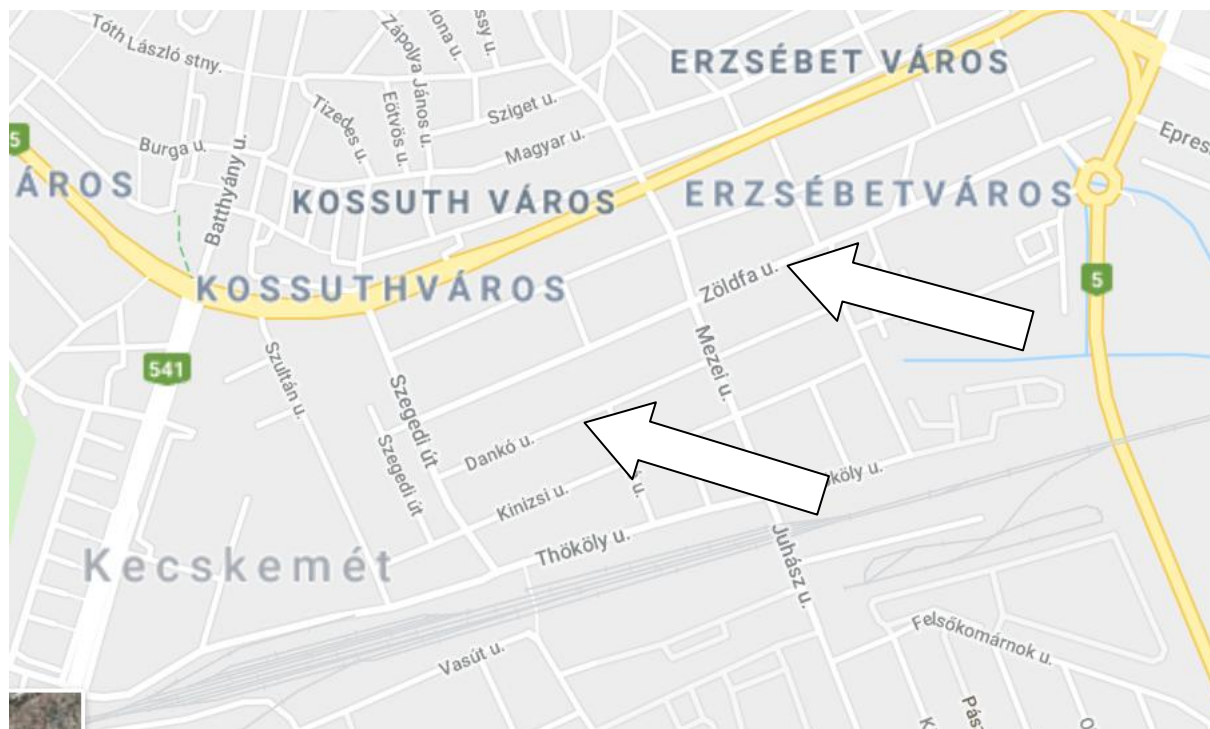 Tóth László stny.
Zápolya János u.
ERZSÉBET VÁROS
Sziget u.
Tizedes u.
Eötvös u.
Magyar u.
5
Burga u.
Batthyány u.
ÁROS
KOSSUTH VÁROS
ERZSÉBETVÁROS
KOSSUTHVÁROS
Zöldfa u.
5
541
Szultán u.
Szegedi út
Mezei u.
Szegedi út
Dankó u.
Kinizsi u.
u.
köly u.
Kecskemét
Thököly u.
Juhász u.
Felsőkomárnok u.
Vasút u.